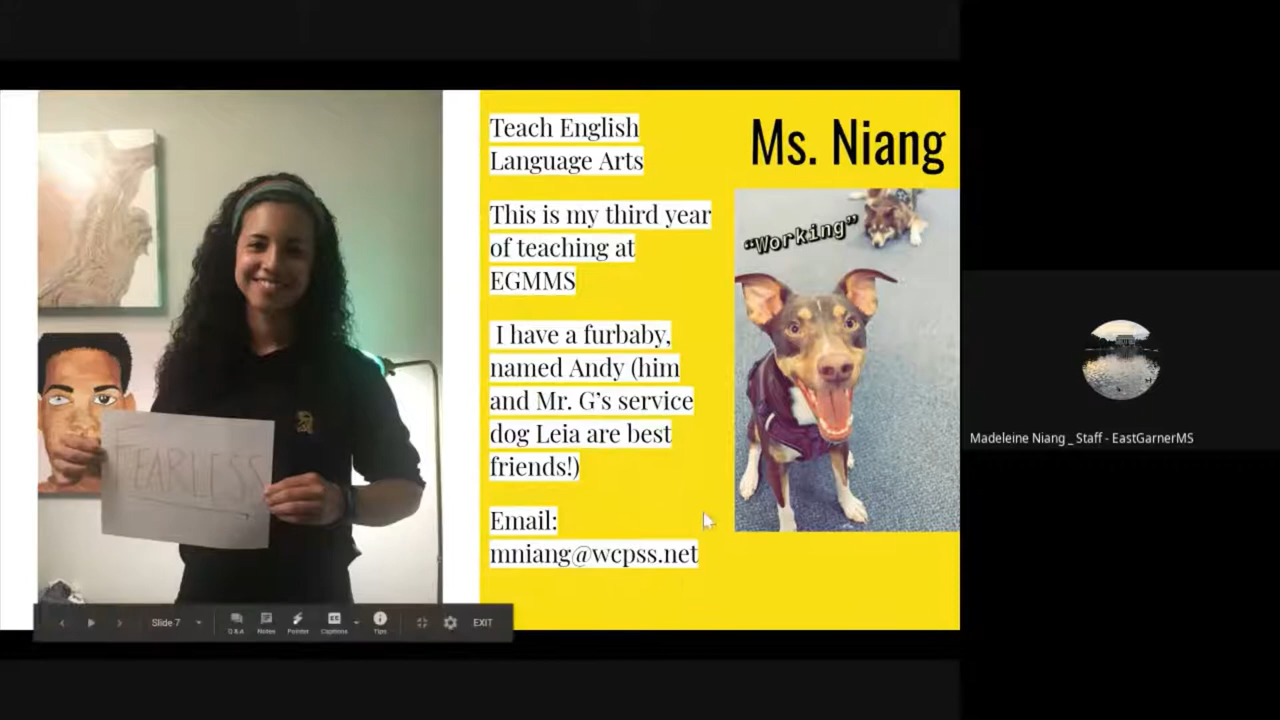 Teach English
Language Arts
This is my third year
of teaching at
EGMMS
I have a furbaby,
named Andy (him
and Mr. G’s service
dog Leia are best
friends!)
Email:
mniang@wcpss.net
Ms. Niang
“Working”
FEARLESS
Madeleine Niang _ Staff - EastGarnerMS
Slide 7
Q&A
Notes
Pointer
Captions
Tips
EXIT